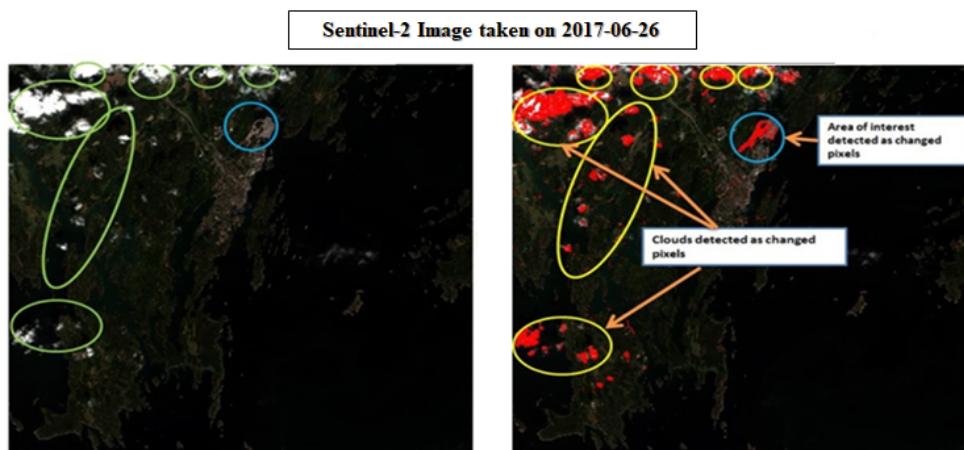 Sentinel-2 Image taken on 2017-06-26
Area of interest
detected as changed
pixels
Clouds detected as changed
pixels